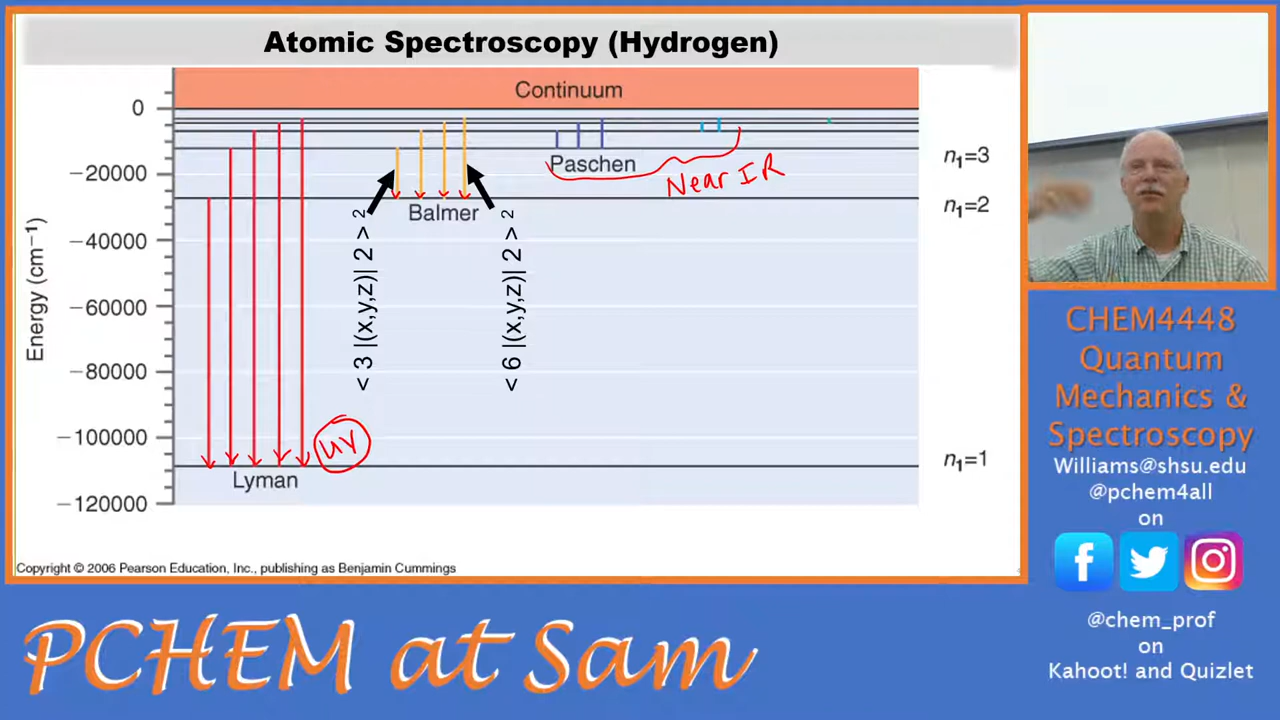 Atomic Spectroscopy (Hydrogen)
Continuum
0
−20000
−40000
−60000
−80000
−100000
−120000
Energy (cm⁻¹)
Paschen
Near IR
Balmer
< 3 |(x,y,z)| 2 > ²
< 6 |(x,y,z)| 2 > ²
UV
Lyman
n₁=3
n₁=2
n₁=1
Copyright © 2006 Pearson Education, Inc., publishing as Benjamin Cummings
CHEM4448
Quantum
Mechanics &
Spectroscopy
Williams@shsu.edu
@pchem4all
on
@chem_prof
on
Kahoot! and Quizlet
PCHEM at Sam